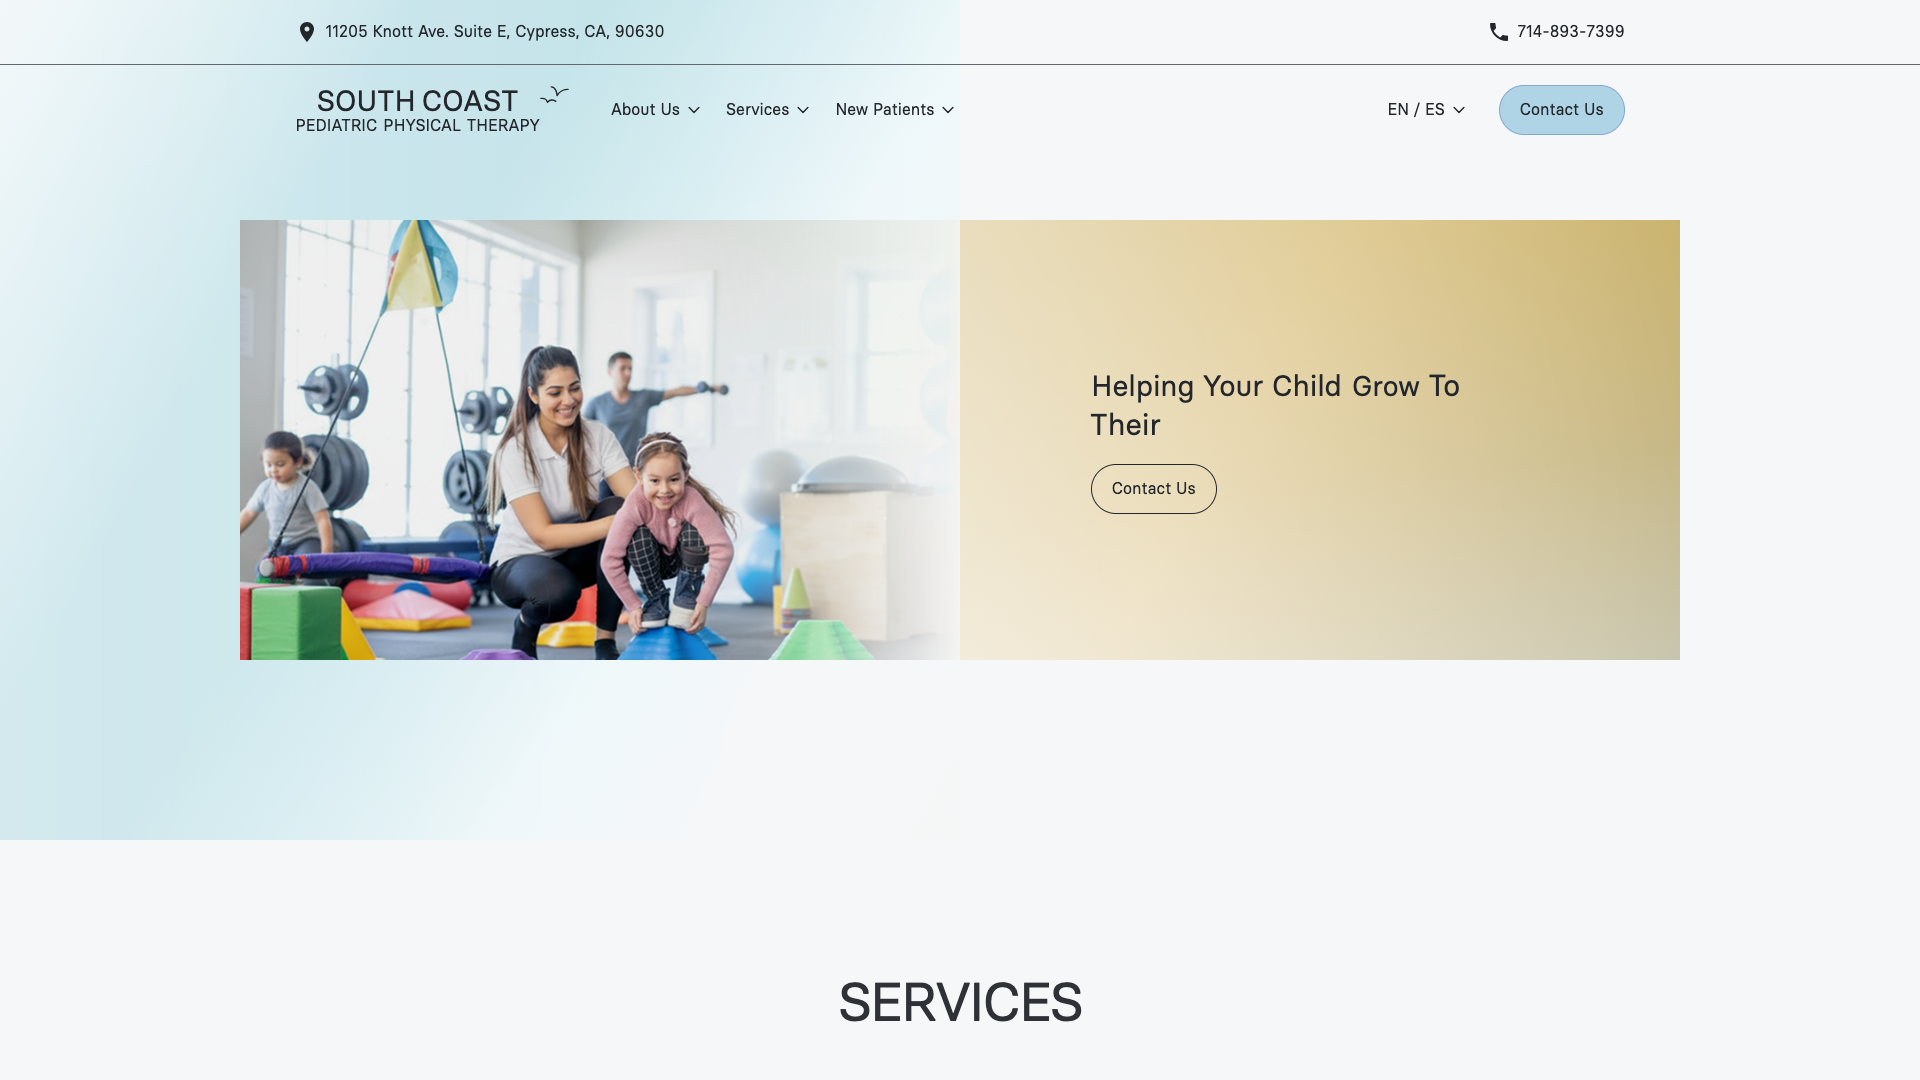 11205 Knott Ave. Suite E, Cypress, CA, 90630
714-893-7399
SOUTH COAST
PEDIATRIC PHYSICAL THERAPY
About Us
Services
New Patients
EN / ES
Contact Us
Helping Your Child Grow To
Their
Contact Us
SERVICES